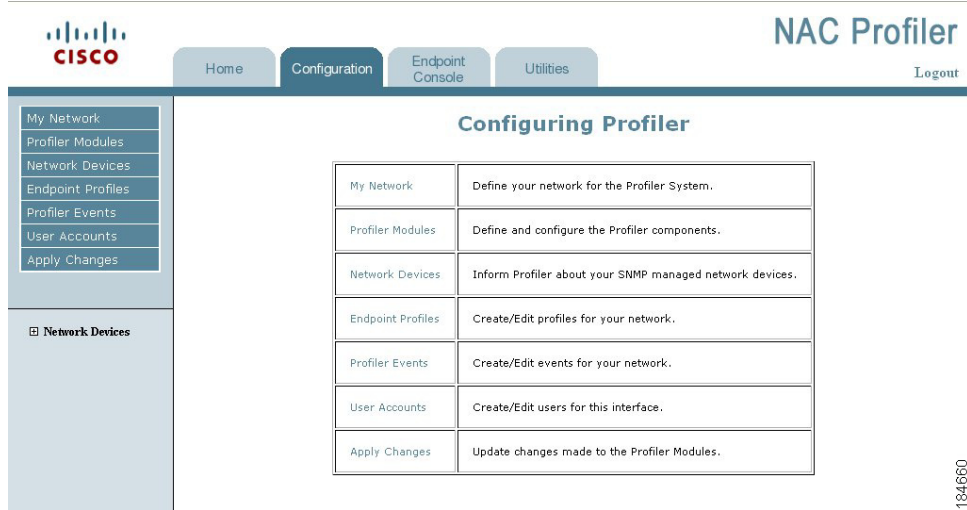 CISCO
NAC Profiler
Home
Configuration
Endpoint
Console
Utilities
Logout
My Network
Profiler Modules
Network Devices
Endpoint Profiles
Profiler Events
User Accounts
Apply Changes
Network Devices
Configuring Profiler
My Network Define your network for the Profiler System.
Profiler Modules Define and configure the Profiler components.
Network Devices Inform Profiler about your SNMP managed network devices.
Endpoint Profiles Create/Edit profiles for your network.
Profiler Events Create/Edit events for your network.
User Accounts Create/Edit users for this interface.
Apply Changes Update changes made to the Profiler Modules.
184660